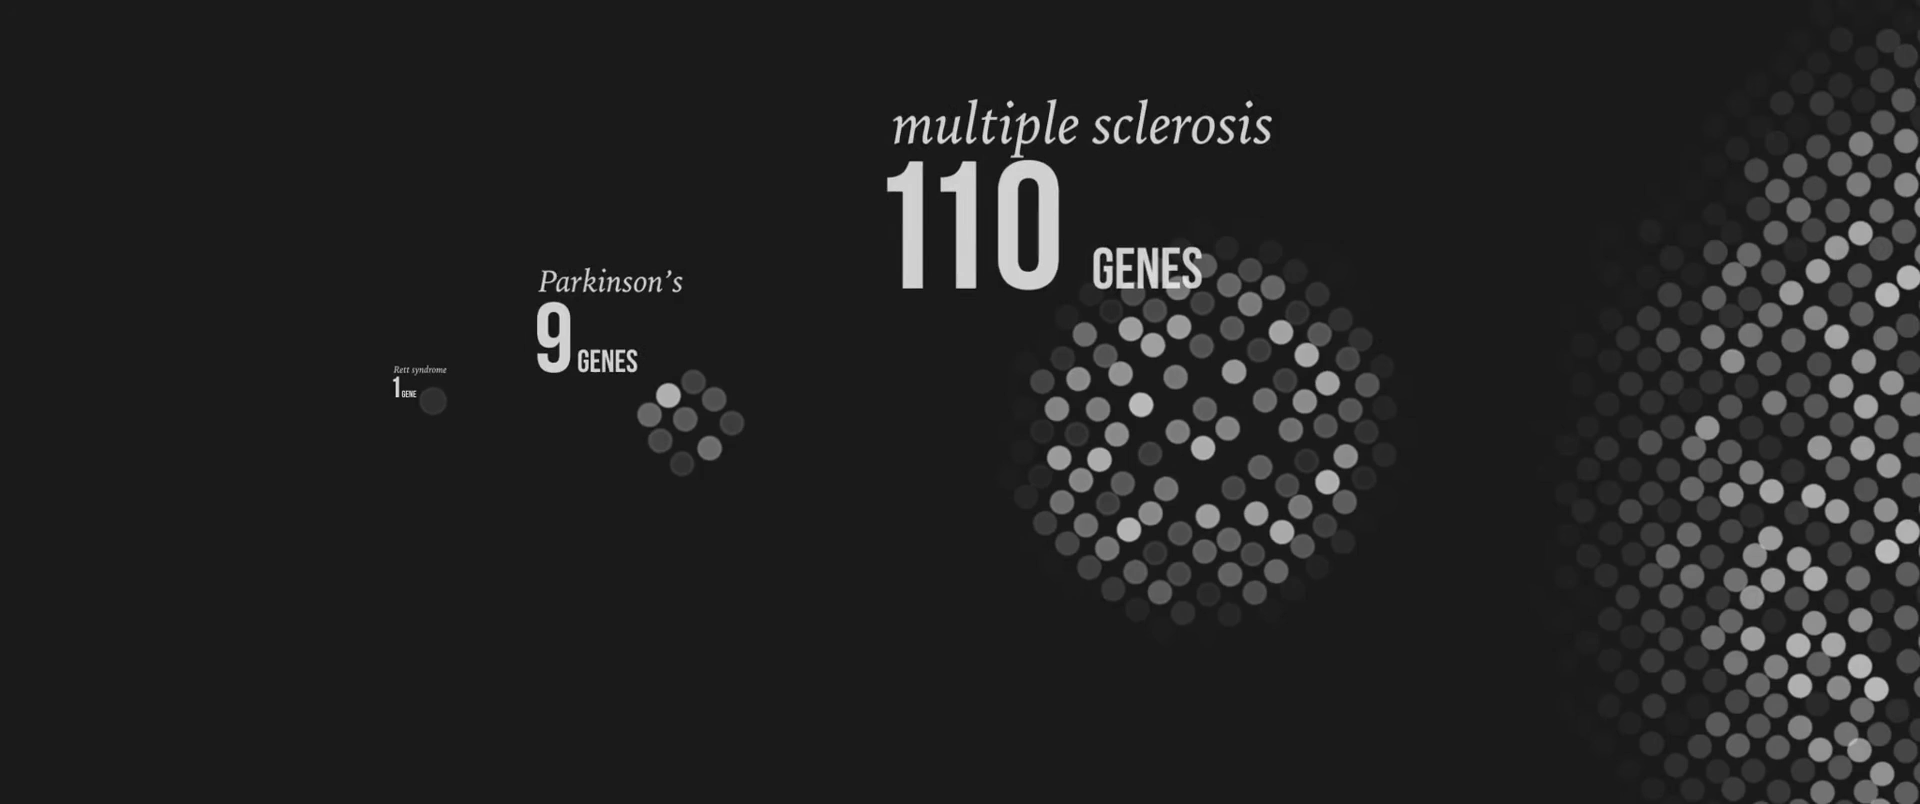 Rett syndrome
1 GENE
Parkinson’s
9 GENES
multiple sclerosis
110 GENES